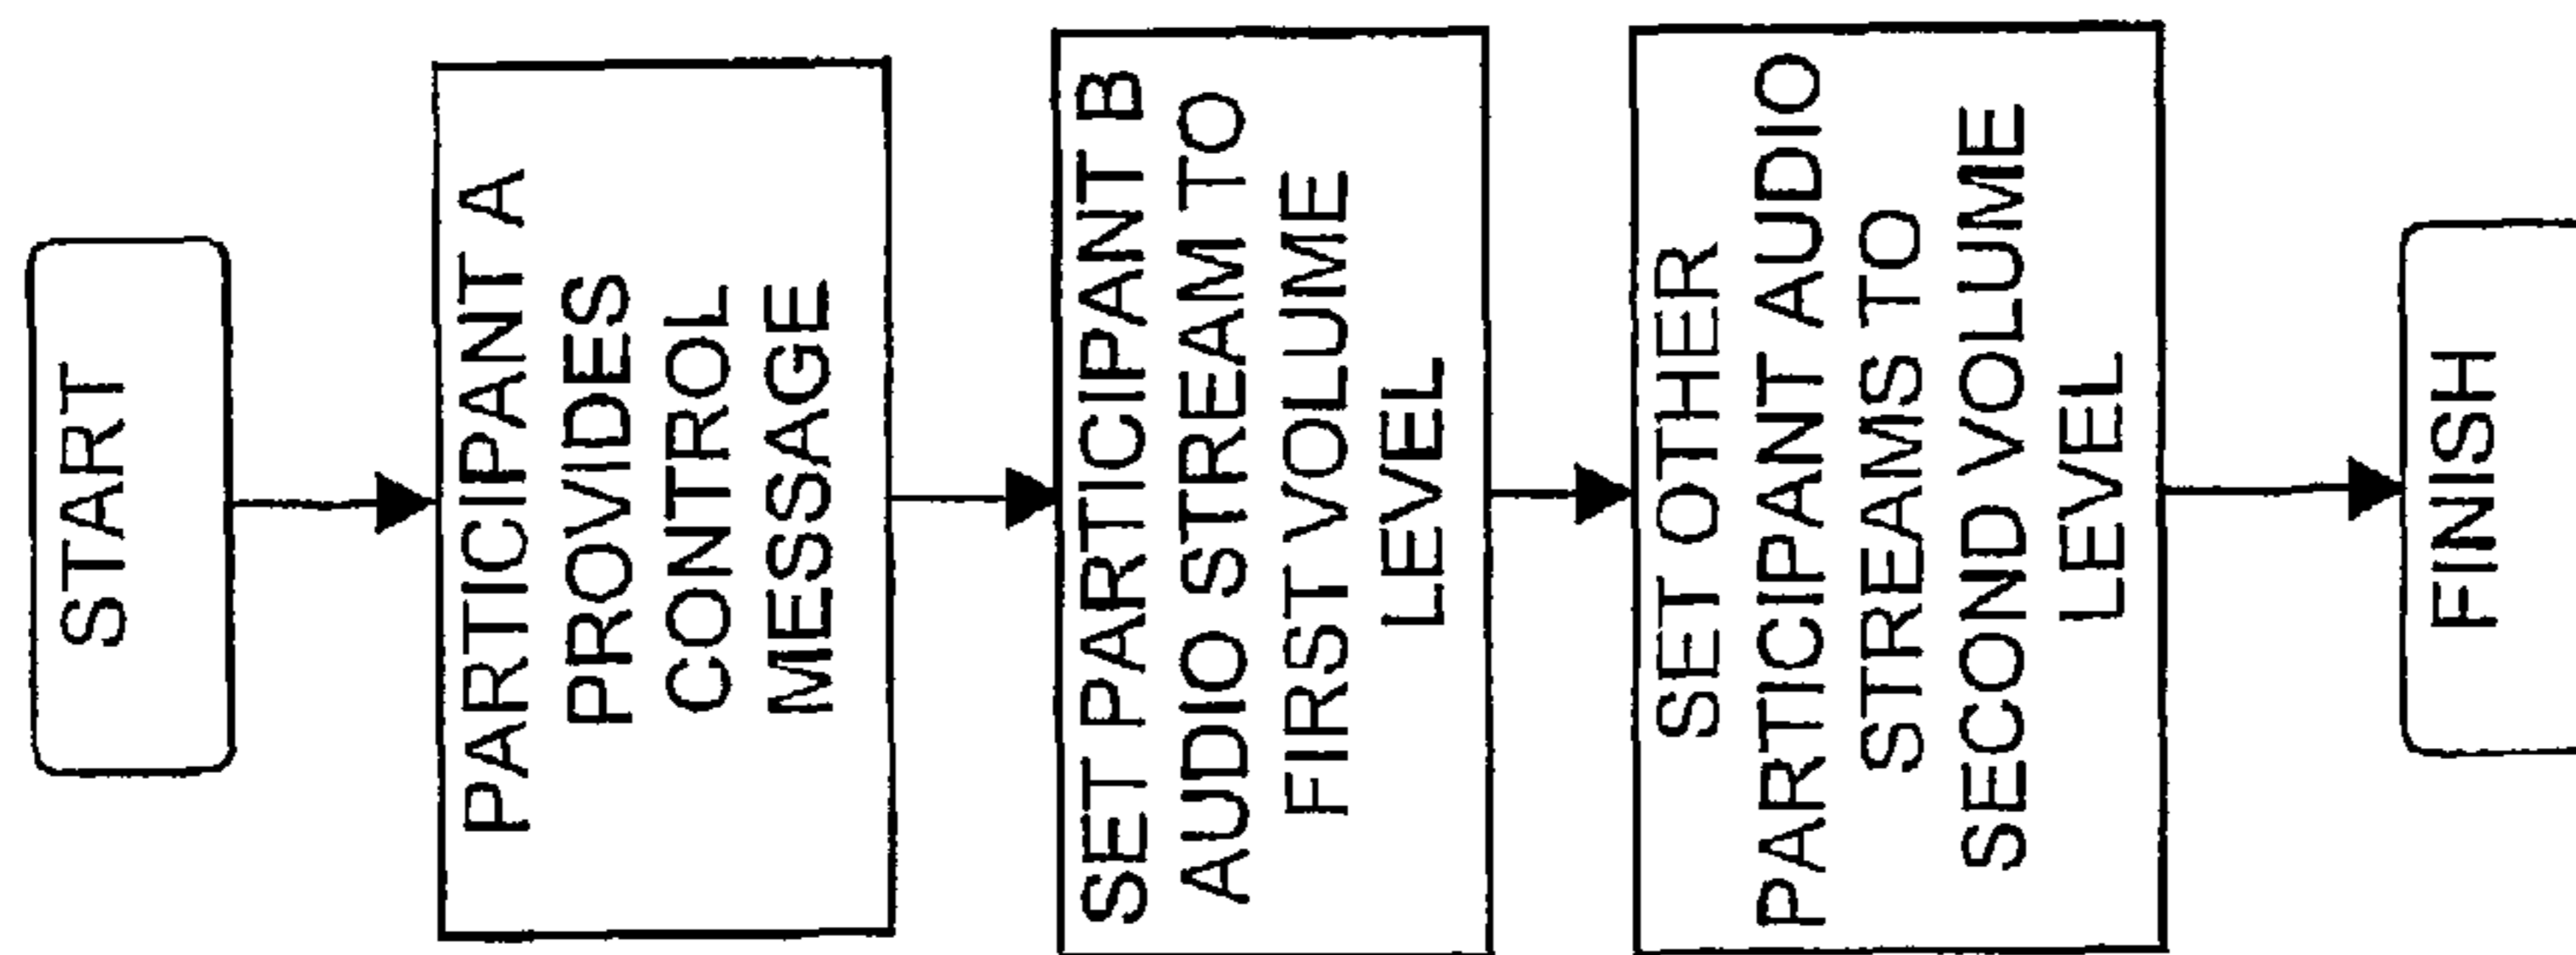 START
PARTICIPANT A
PROVIDES
CONTROL
MESSAGE
SET PARTICIPANT B
AUDIO STREAM TO
FIRST VOLUME
LEVEL
SET OTHER
PARTICIPANT AUDIO
STREAMS TO
SECOND VOLUME
LEVEL
FINISH